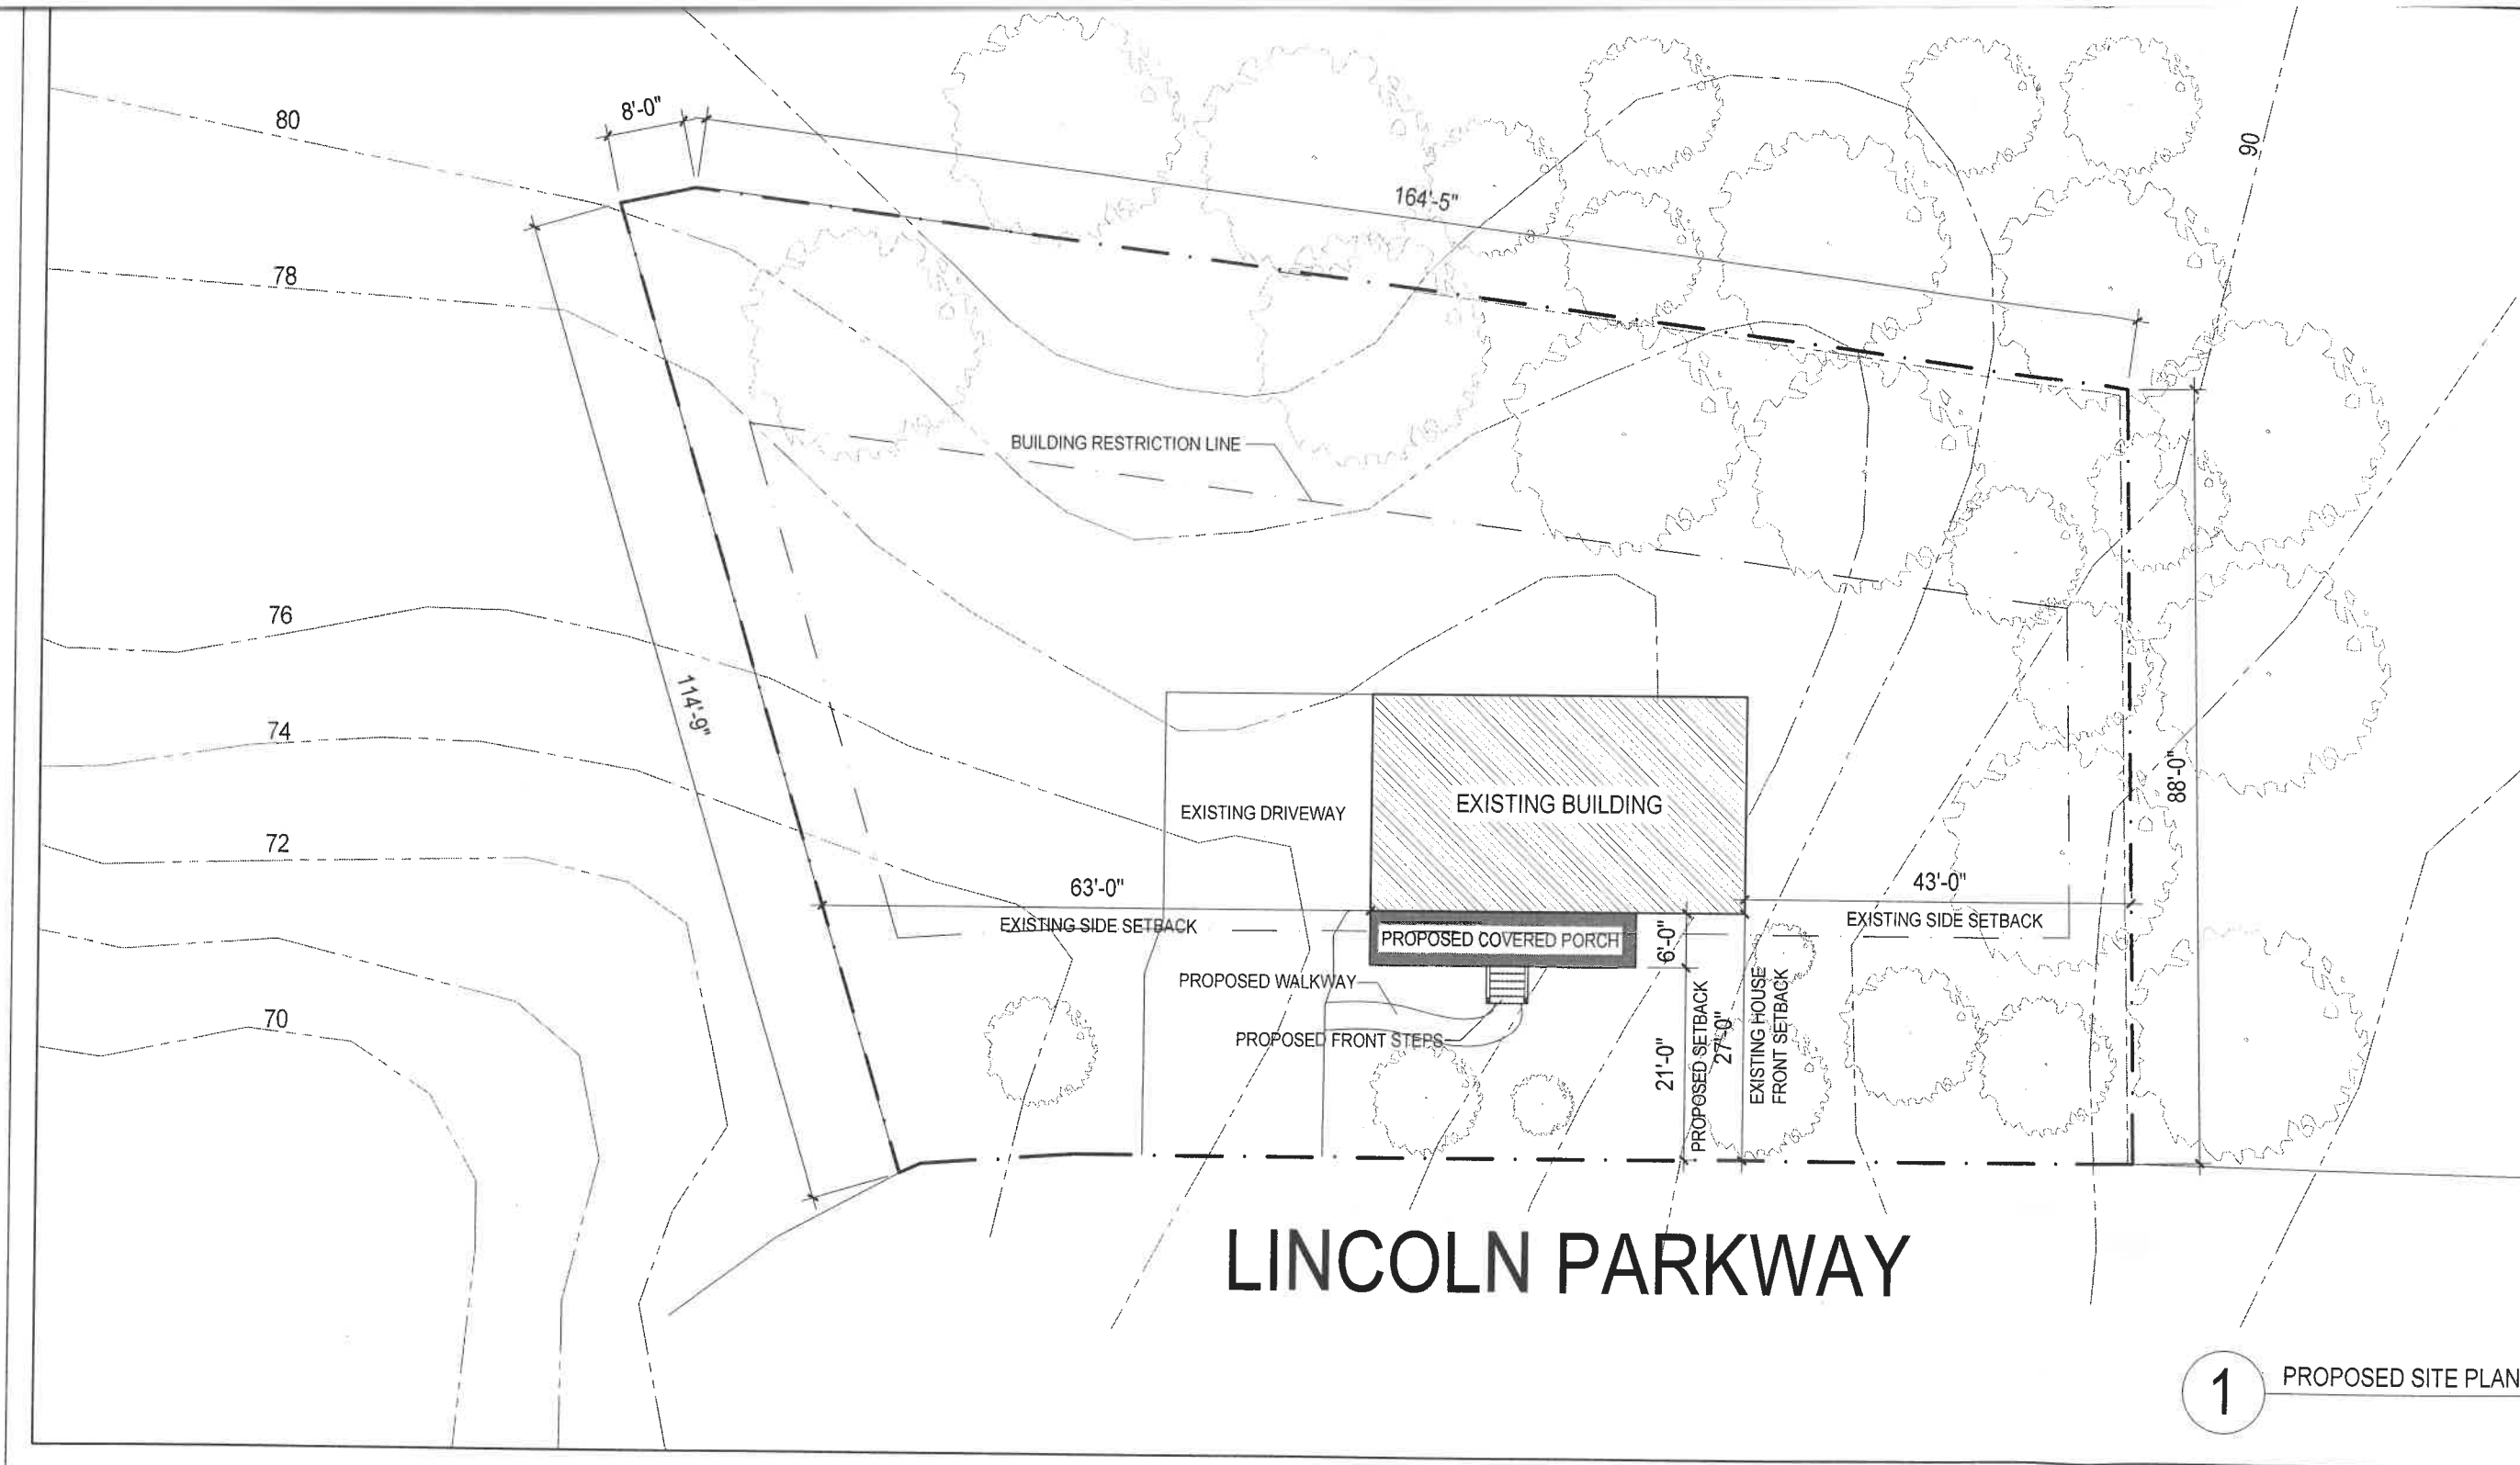 8'-0"
80
90
164'-5"
78
BUILDING RESTRICTION LINE
76
114'-9"
74
88'-0"
EXISTING BUILDING
EXISTING DRIVEWAY
72
63'-0"
43'-0"
EXISTING SIDE SETBACK
EXISTING SIDE SETBACK
PROPOSED COVERED PORCH
6'-0"
PROPOSED WALKWAY
70
PROPOSED FRONT STEPS
21'-0"
PROPOSED SETBACK
27'-0"
EXISTING HOUSE
FRONT SETBACK
LINCOLN PARKWAY
1
PROPOSED SITE PLAN